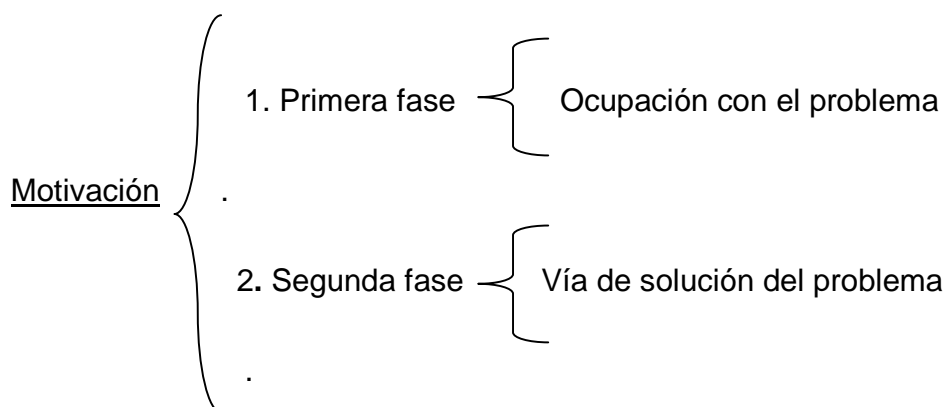 1. Primera fase Ocupación con el problema
Motivación .
2. Segunda fase Vía de solución del problema
.